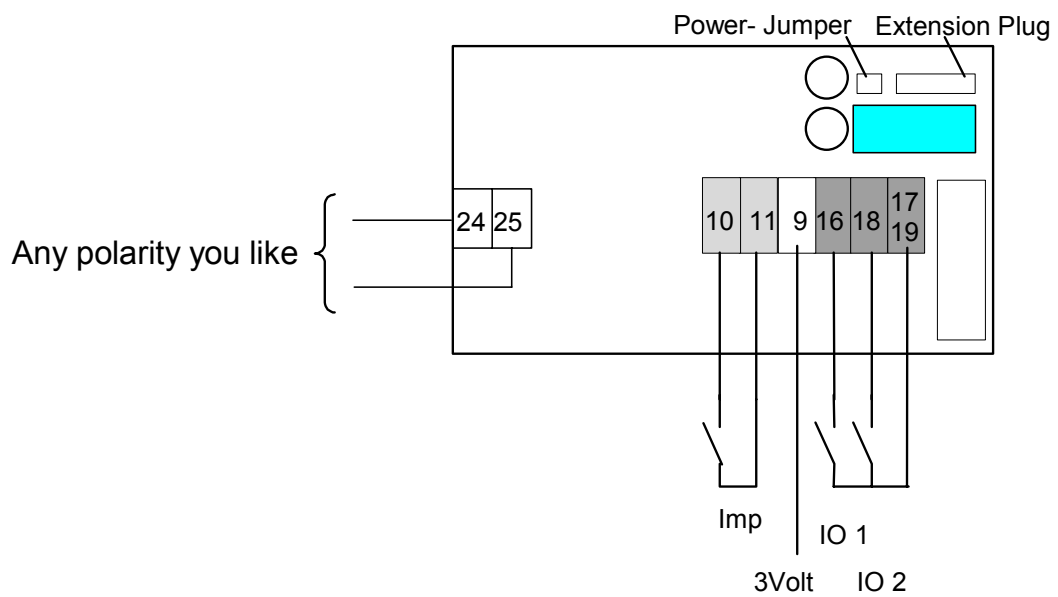 Power- Jumper Extension Plug
24 25
10 11 9 16 18 17
19
Any polarity you like
Imp
IO 1
3Volt IO 2